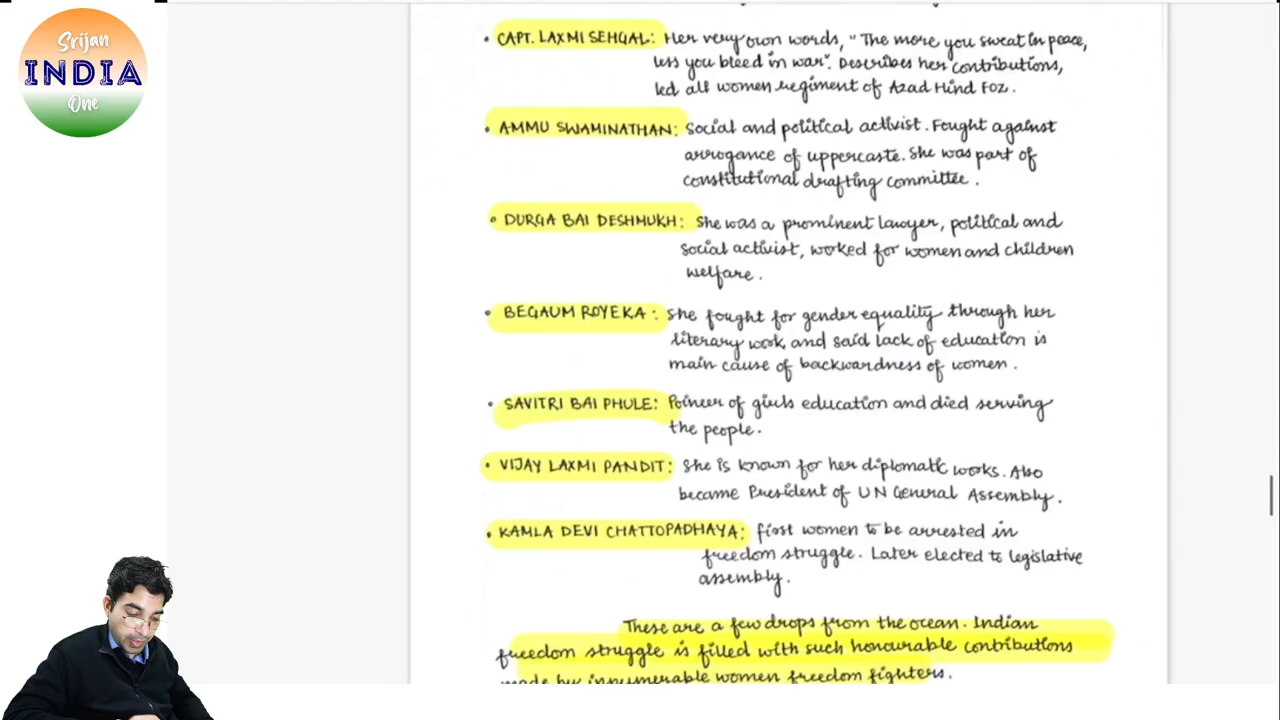 Srijan
INDIA
One
• CAPT. LAXMI SEHGAL: Her very own words, "The more you sweat in peace,
less you bleed in war". Describes her contributions,
led all women regiment of Azad Hind Foz.
• AMMU SWAMINATHAN: Social and political activist. Fought against
arrogance of uppercaste. She was part of
constitutional drafting committee.
• DURGA BAI DESHMUKH: She was a prominent lawyer, political and
social activist, worked for women and children
welfare.
• BEGAUM ROYEKA: She fought for gender equality through her
literary work and said lack of education is
main cause of backwardness of women.
• SAVITRI BAI PHULE: Poineer of girls education and died serving
the people.
• VIJAY LAXMI PANDIT: She is known for her diplomatic works. Also
became President of UN General Assembly.
• KAMLA DEVI CHATTOPADHAYA: first women to be arrested in
freedom struggle. Later elected to legislative
assembly.
These are a few drops from the ocean. Indian
freedom struggle is filled with such honourable contributions
made by innumerable women freedom fighters.